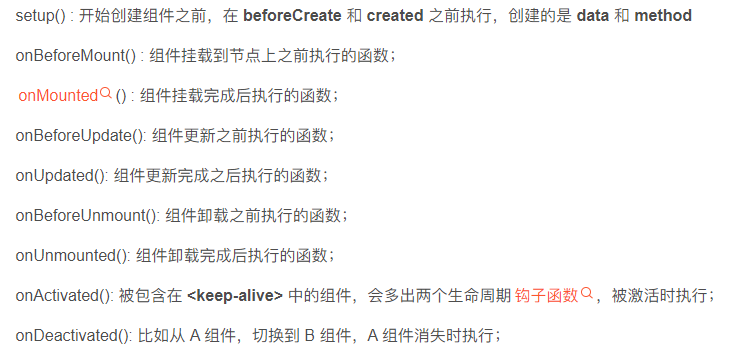 setup() : 开始创建组件之前，在 beforeCreate 和 created 之前执行，创建的是 data 和 method
onBeforeMount() : 组件挂载到节点上之前执行的函数；
onMounted() : 组件挂载完成后执行的函数；
onBeforeUpdate(): 组件更新之前执行的函数；
onUpdated(): 组件更新完成之后执行的函数；
onBeforeUnmount(): 组件卸载之前执行的函数；
onUnmounted(): 组件卸载完成后执行的函数；
onActivated(): 被包含在 <keep-alive> 中的组件，会多出两个生命周期钩子函数，被激活时执行；
onDeactivated(): 比如从 A 组件，切换到 B 组件，A 组件消失时执行；